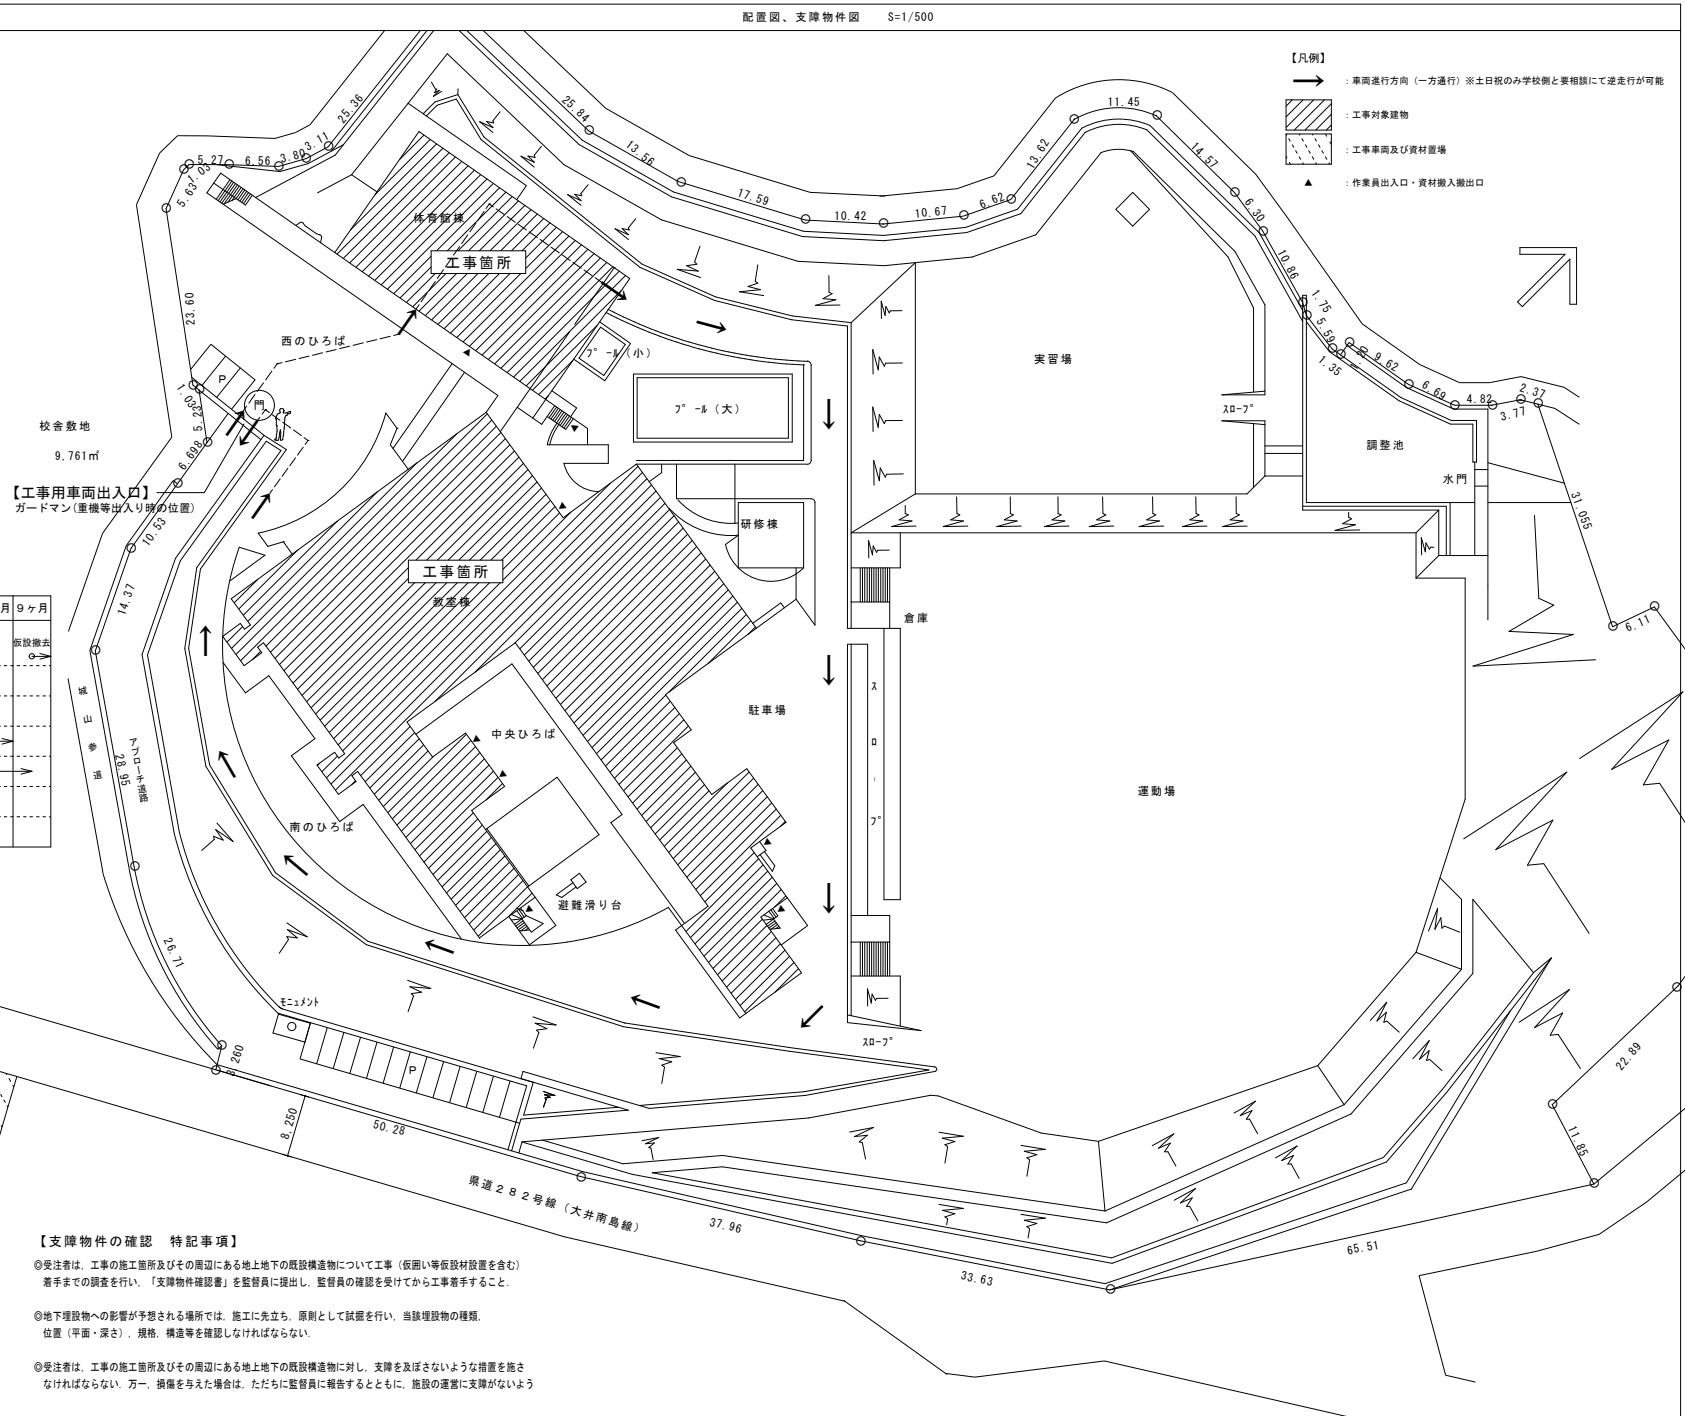 配置図、支障物件図　S=1/500
【凡例】
：車両進行方向（一方通行）※土日祝のみ学校側と要相談にて逆走行が可能
：工事対象建物
：工事車両及び資材置場
▲ ：作業員出入口・資材搬入搬出口
25.36
3.11
3.80
6.56
5.27
1.03
5.63
23.60
25.84
13.56
17.59
10.42
10.67
6.62
13.62
11.45
14.57
6.30
10.86
1.75
5.59
1.35
9.62
6.69
4.82
3.77
2.37
31.055
6.11
体育館棟
工事箇所
西のひろば
P
門
1.03
5.23
6.698
プール（小）
プール（大）
実習場
スロープ
調整池
水門
校舎敷地
9,761㎡
【工事用車両出入口】
ガードマン(重機等出入り時の位置)
10.53
14.37
研修棟
工事箇所
教室棟
倉庫
月
9ヶ月
仮設撤去
城山参道
アプローチ道路
28.95
駐車場
スロープ
中央ひろば
運動場
南のひろば
避難滑り台
26.71
モニュメント
P
スロープ
3.260
8,250
50.28
県道282号線（大井南島線）
37.96
33.63
65.51
11.85
22.89
【支障物件の確認　特記事項】
◎受注者は、工事の施工箇所及びその周辺にある地上地下の既設構造物について工事（仮囲い等仮設材設置を含む）
着手までの調査を行い、「支障物件確認書」を監督員に提出し、監督員の確認を受けてから工事着手すること。
◎地下埋設物への影響が予想される場所では、施工に先立ち、原則として試掘を行い、当該埋設物の種類、
位置（平面・深さ）、規格、構造等を確認しなければならない。
◎受注者は、工事の施工箇所及びその周辺にある地上地下の既設構造物に対し、支障を及ぼさないような措置を施さ
なければならない。万一、損傷を与えた場合は、ただちに監督員に報告するとともに、施設の運営に支障がないよう